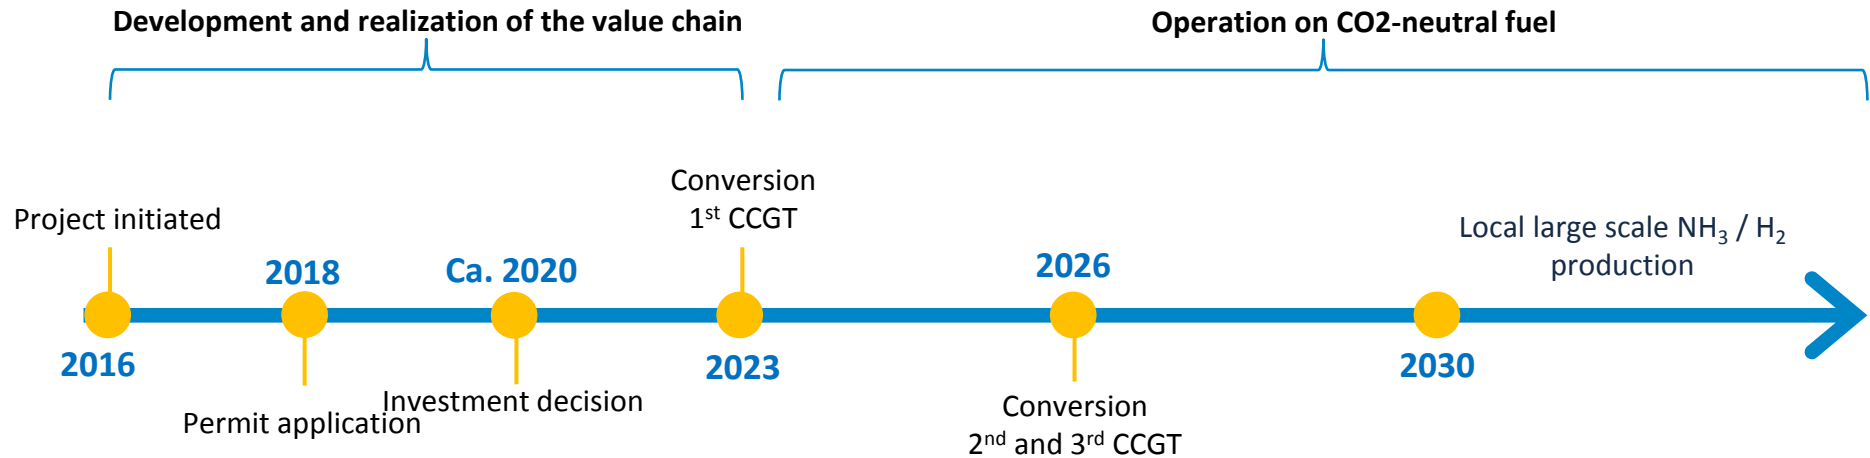 Development and realization of the value chain
Operation on CO2-neutral fuel
Project initiated
2016
2018
Permit application
Ca. 2020
Investment decision
Conversion
1st CCGT
2023
2026
Conversion
2nd and 3rd CCGT
2030
Local large scale NH₃ / H₂
production